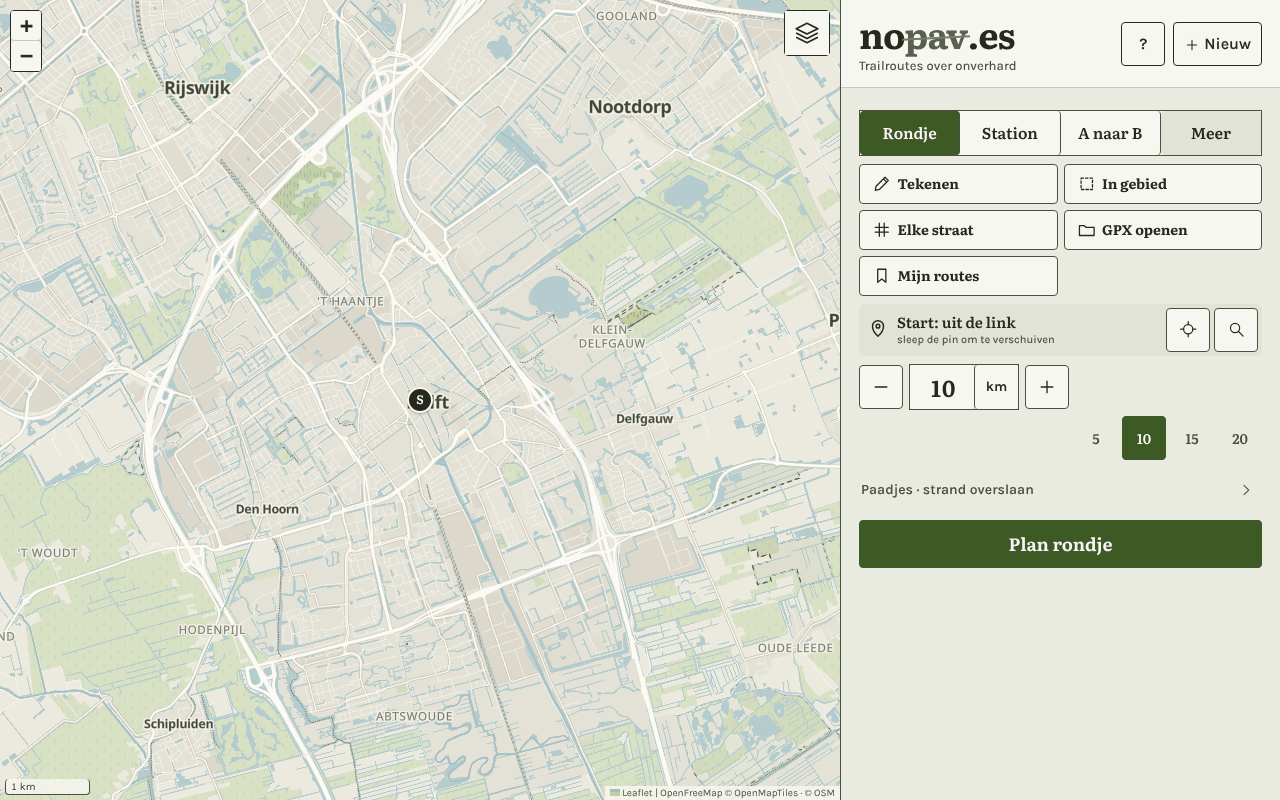 +
−
GOOLAND
Rijswijk
Nootdorp
'T HAANTJE
KLEIN-
DELFGAUW
P
S
lft
Delfgauw
Den Hoorn
'T WOUDT
HODENPIJL
ND
OUDE LEEDE
ABTSWOUDE
Schipluiden
1 km
Leaflet | OpenFreeMap © OpenMapTiles · © OSM
nopav.es
Trailroutes over onverhard
?
+ Nieuw
Rondje
Station
A naar B
Meer
Tekenen
In gebied
Elke straat
GPX openen
Mijn routes
Start: uit de link
sleep de pin om te verschuiven
−
10
km
+
5
10
15
20
Paadjes · strand overslaan
Plan rondje